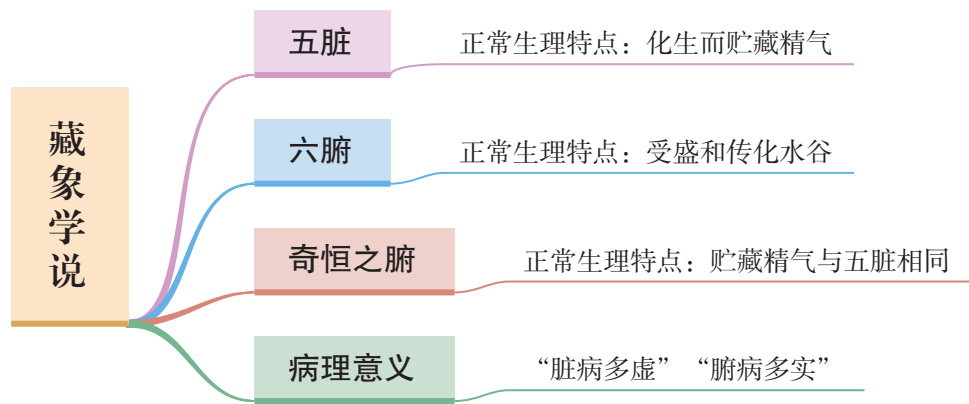 藏象学说
五脏
正常生理特点：化生而贮藏精气
六腑
正常生理特点：受盛和传化水谷
奇恒之腑
正常生理特点：贮藏精气与五脏相同
病理意义
“脏病多虚”“腑病多实”